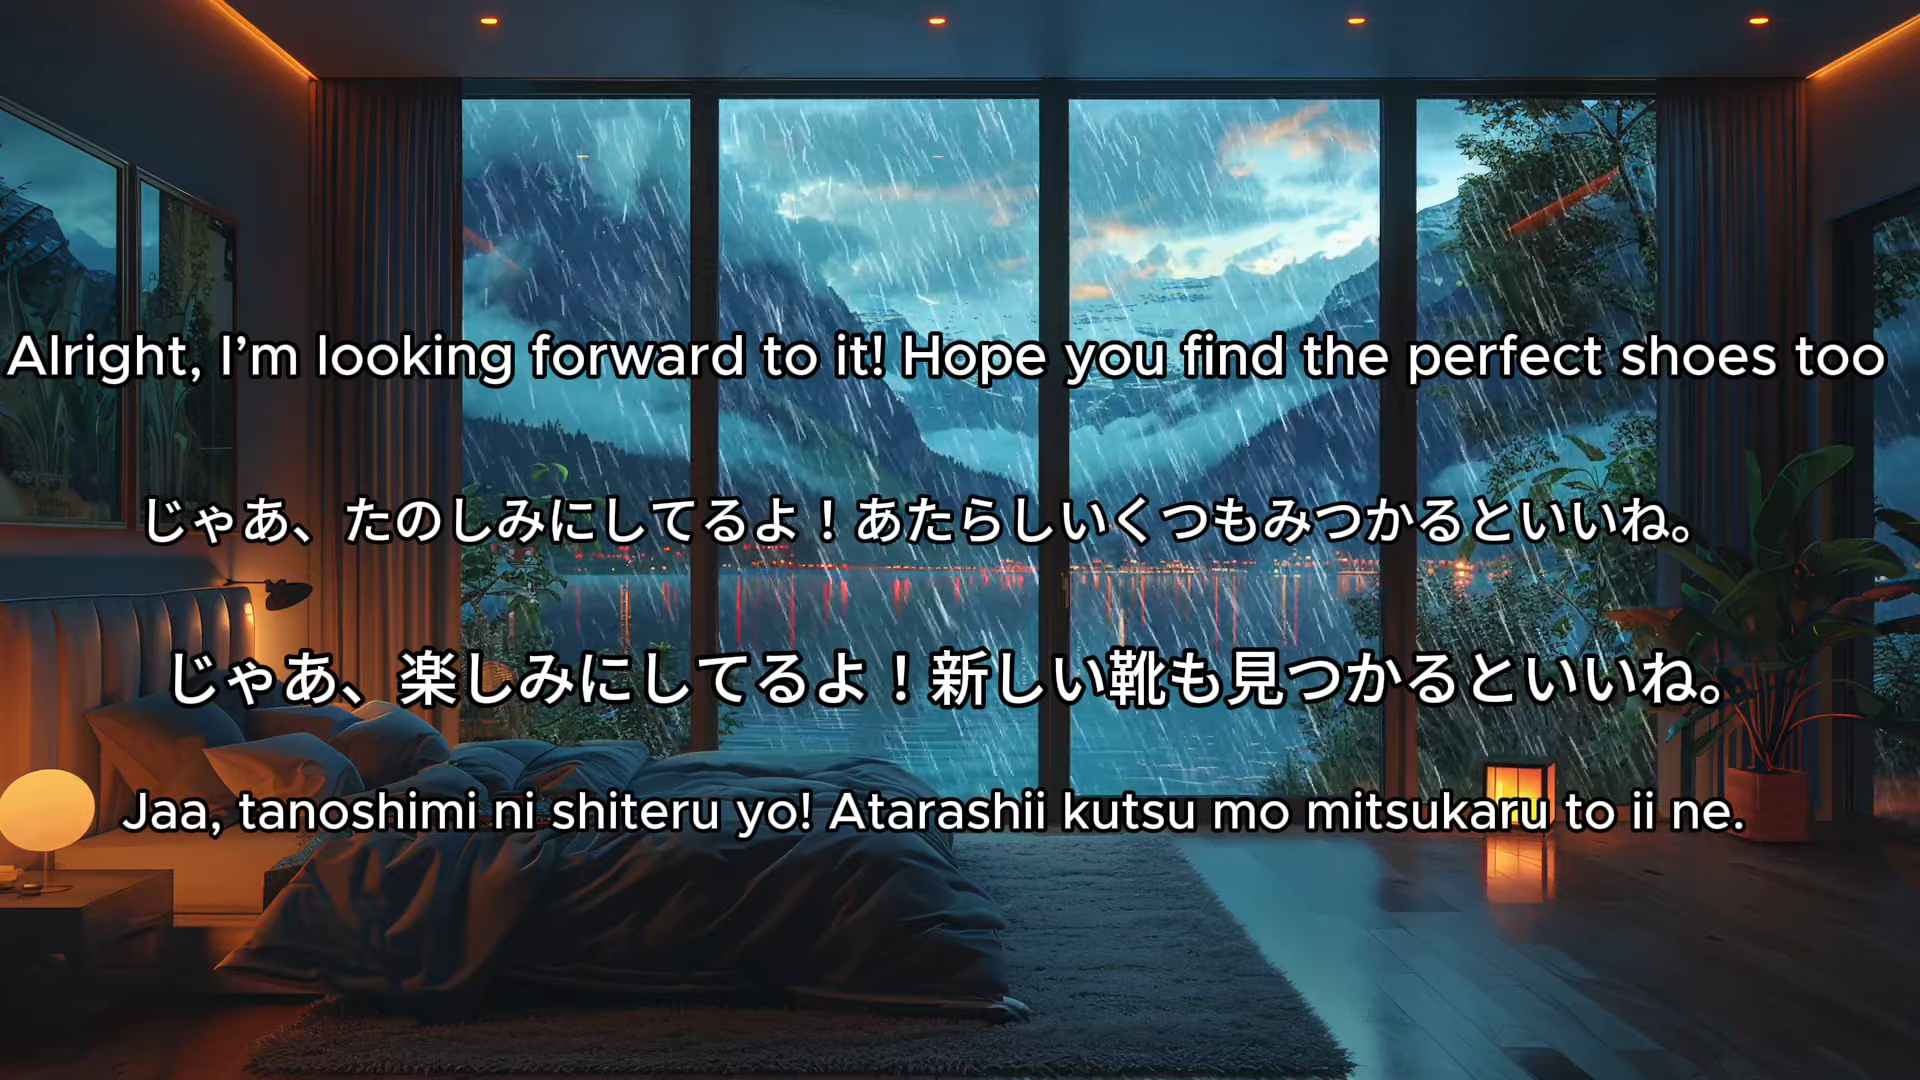 Alright, I’m looking forward to it! Hope you find the perfect shoes too
じゃあ、たのしみにしてるよ！あたらしいくつもみつかるといいね。
じゃあ、楽しみにしてるよ！新しい靴も見つかるといいね。
Jaa, tanoshimi ni shiteru yo! Atarashii kutsu mo mitsukaru to ii ne.